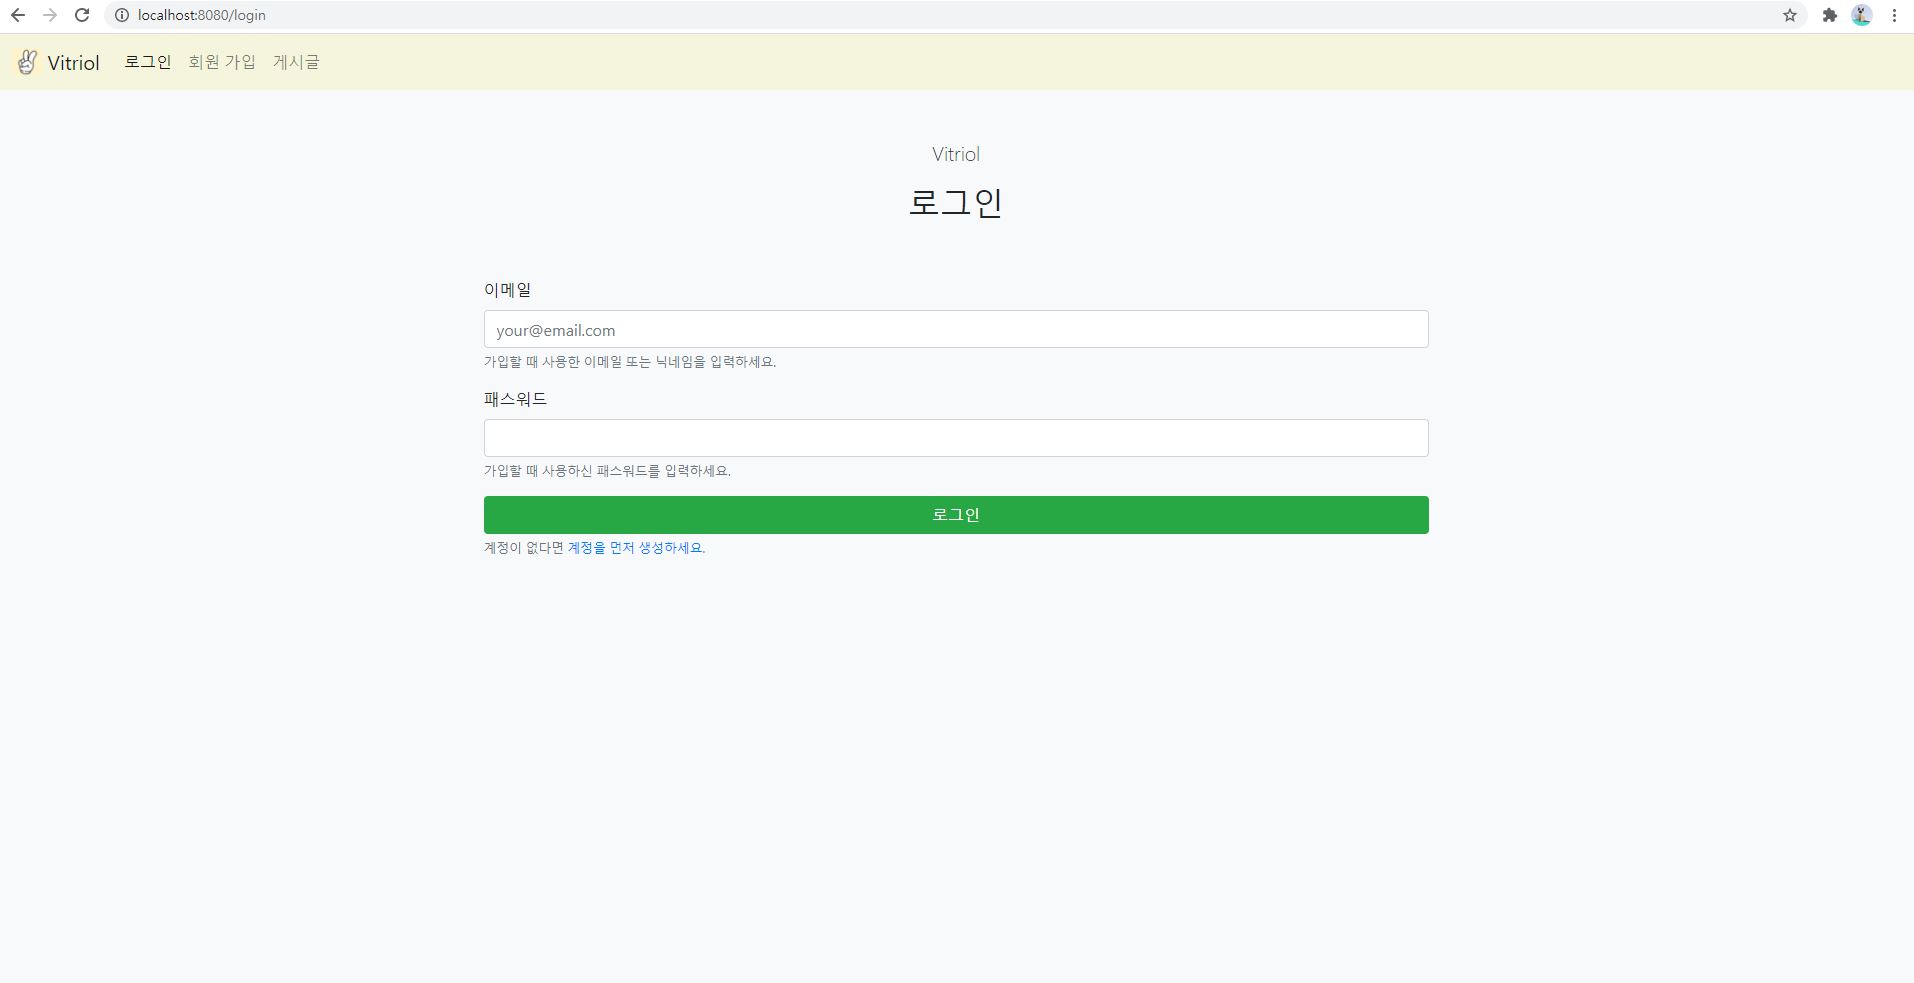 localhost:8080/login
Vitriol 로그인 회원 가입 게시글
Vitriol
로그인
이메일
your@email.com
가입할 때 사용한 이메일 또는 닉네임을 입력하세요.
패스워드
가입할 때 사용하신 패스워드를 입력하세요.
로그인
계정이 없다면 계정을 먼저 생성하세요.